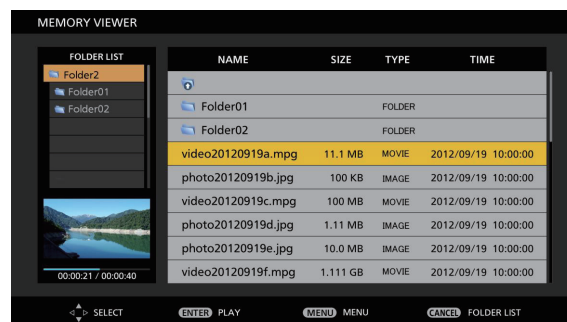 MEMORY VIEWER
FOLDER LIST
Folder2
Folder01
Folder02
00:00:21 / 00:00:40
NAME SIZE TYPE TIME
Folder01 FOLDER
Folder02 FOLDER
video20120919a.mpg 11.1 MB MOVIE 2012/09/19 10:00:00
photo20120919b.jpg 100 KB IMAGE 2012/09/19 10:00:00
video20120919c.mpg 100 MB MOVIE 2012/09/19 10:00:00
photo20120919d.jpg 1.11 MB IMAGE 2012/09/19 10:00:00
photo20120919e.jpg 10.0 MB IMAGE 2012/09/19 10:00:00
video20120919f.mpg 1.111 GB MOVIE 2012/09/19 10:00:00
SELECT ENTER PLAY MENU MENU CANCEL FOLDER LIST